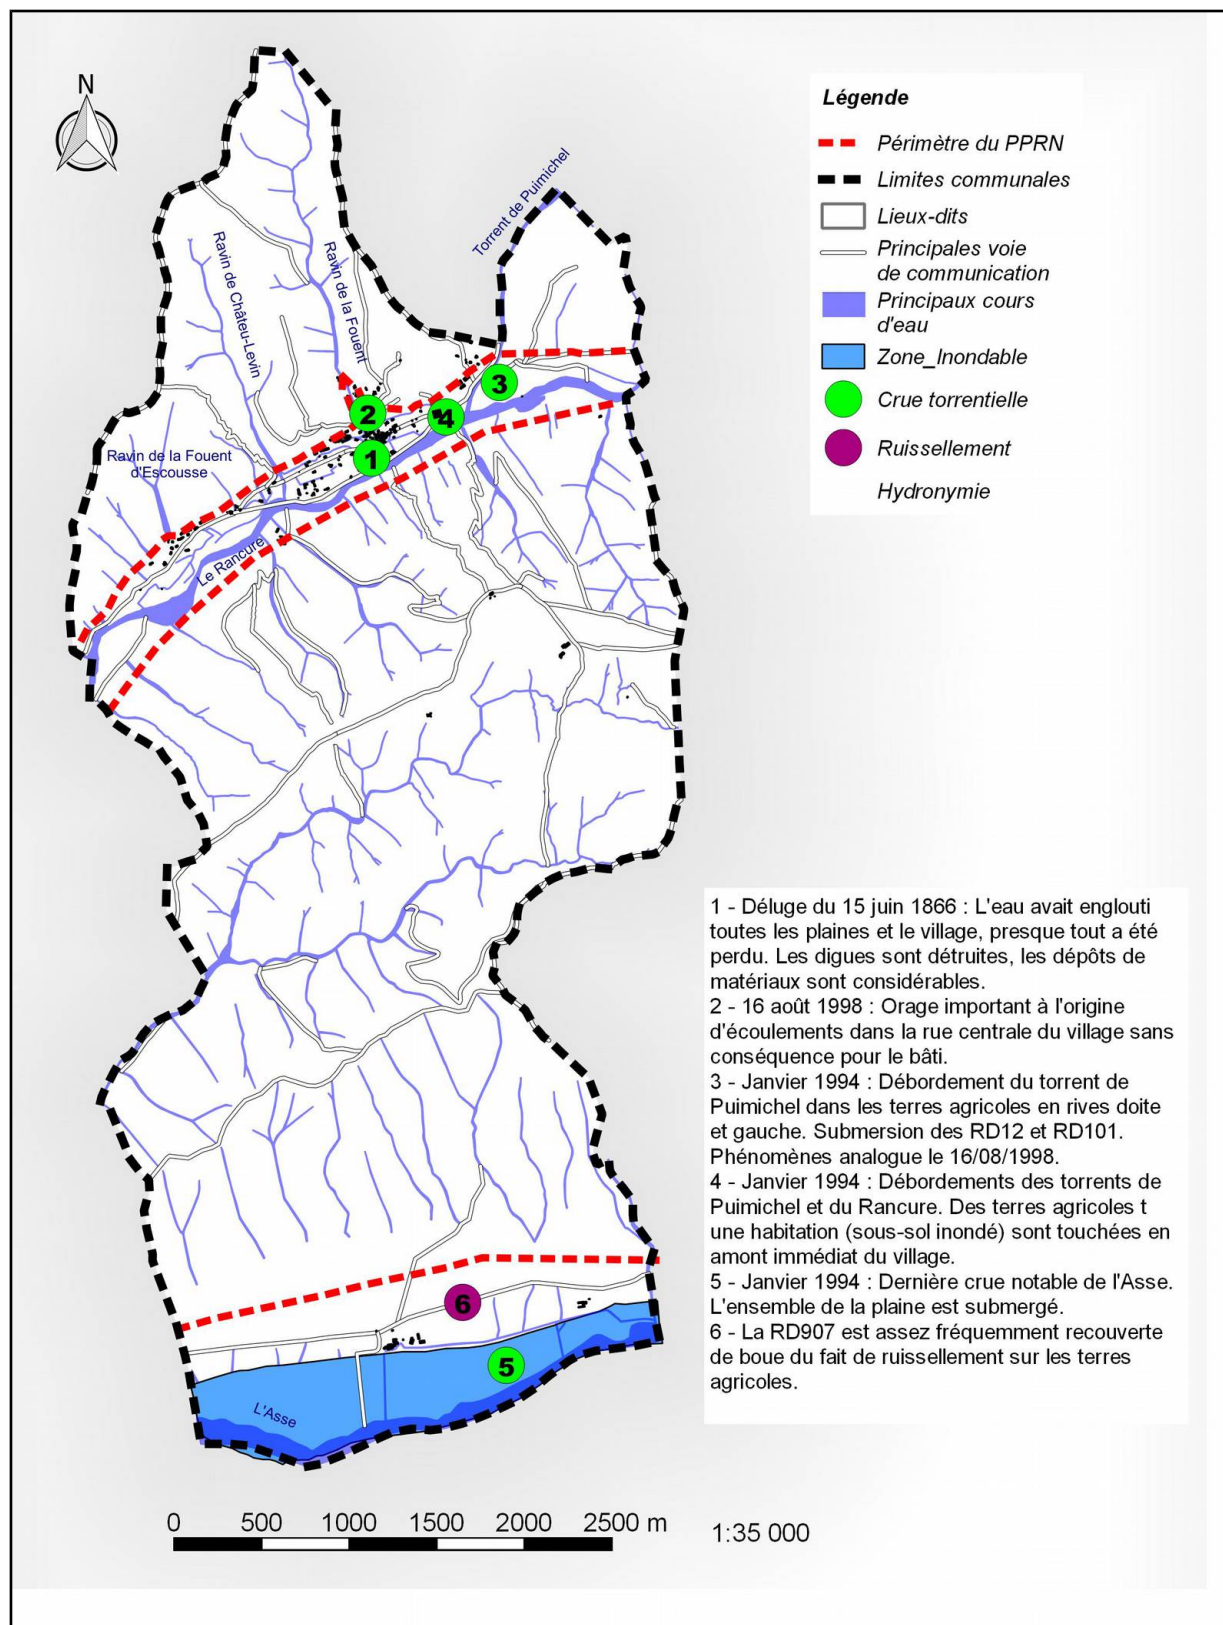 N
Légende
Périmètre du PPRN
Limites communales
Lieux-dits
Principales voie
de communication
Principaux cours
d'eau
Zone_Inondable
Crue torrentielle
Ruissellement
Hydronymie
Torrent de Puimichel
Ravin de Châteu-Levin
Ravin de la Fouent
Ravin de la Fouent
d'Escousse
Le Rancure
3
2
4
1
6
5
L'Asse
1 - Déluge du 15 juin 1866 : L'eau avait englouti
toutes les plaines et le village, presque tout a été
perdu. Les digues sont détruites, les dépôts de
matériaux sont considérables.
2 - 16 août 1998 : Orage important à l'origine
d'écoulements dans la rue centrale du village sans
conséquence pour le bâti.
3 - Janvier 1994 : Débordement du torrent de
Puimichel dans les terres agricoles en rives doite
et gauche. Submersion des RD12 et RD101.
Phénomènes analogue le 16/08/1998.
4 - Janvier 1994 : Débordements des torrents de
Puimichel et du Rancure. Des terres agricoles t
une habitation (sous-sol inondé) sont touchées en
amont immédiat du village.
5 - Janvier 1994 : Dernière crue notable de l'Asse.
L'ensemble de la plaine est submergé.
6 - La RD907 est assez fréquemment recouverte
de boue du fait de ruissellement sur les terres
agricoles.
0 500 1000 1500 2000 2500 m
1:35 000